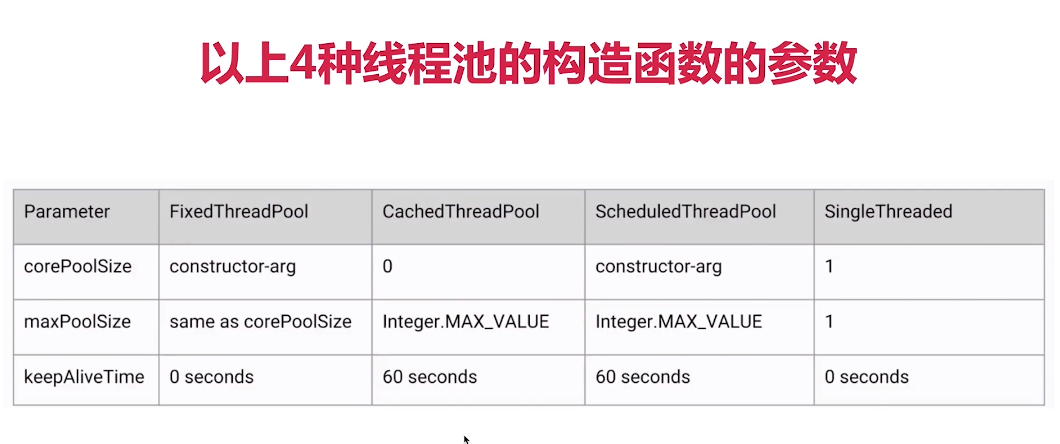 以上4种线程池的构造函数的参数
Parameter FixedThreadPool CachedThreadPool ScheduledThreadPool SingleThreaded
corePoolSize constructor-arg 0 constructor-arg 1
maxPoolSize same as corePoolSize Integer.MAX_VALUE Integer.MAX_VALUE 1
keepAliveTime 0 seconds 60 seconds 60 seconds 0 seconds